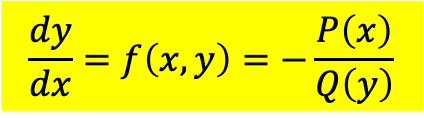 dy/dx = f(x, y) = − P(x)/Q(y)